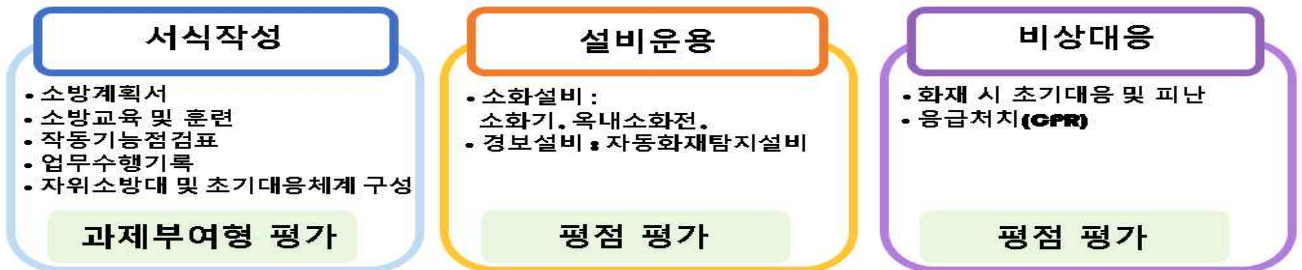 서식작성
• 소방계획서
• 소방교육 및 훈련
• 작동기능점검표
• 업무수행기록
• 자위소방대 및 초기대응체계 구성
과제부여형 평가
설비운용
• 소화설비 :
소화기, 옥내소화전,
• 경보설비 : 자동화재탐지설비
평점 평가
비상대응
• 화재 시 초기대응 및 피난
• 응급처치(CPR)
평점 평가